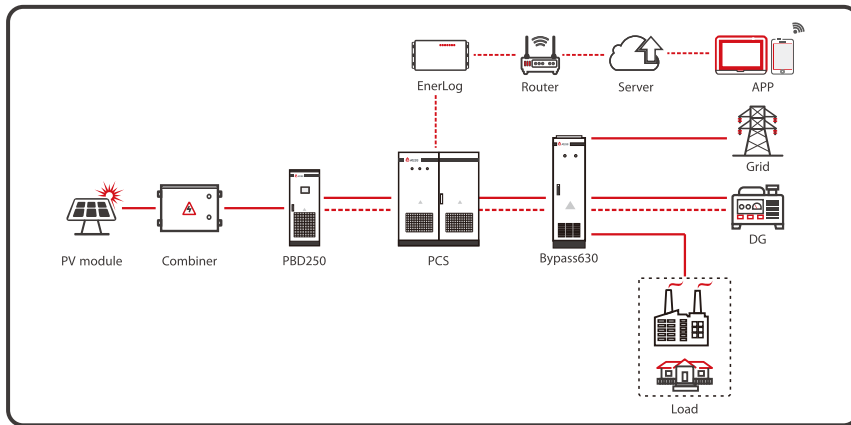 EnerLog
Router
Server
APP
Grid
PV module
Combiner
PBD250
PCS
Bypass630
DG
Load